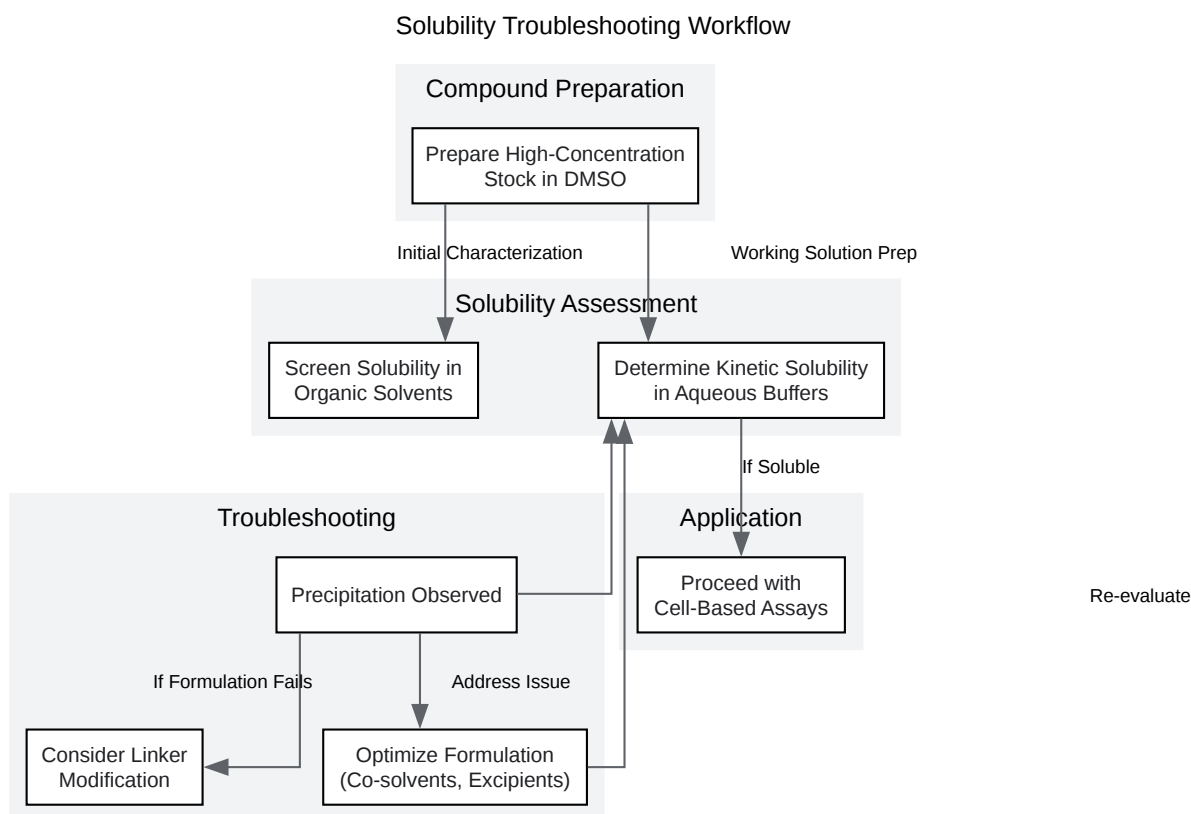 Solubility Troubleshooting Workflow
Compound Preparation
Prepare High-Concentration
Stock in DMSO
Initial Characterization
Working Solution Prep
Solubility Assessment
Screen Solubility in
Organic Solvents
Determine Kinetic Solubility
in Aqueous Buffers
If Soluble
Troubleshooting
Application
Precipitation Observed
Proceed with
Cell-Based Assays
Re-evaluate
If Formulation Fails
Address Issue
Consider Linker
Modification
Optimize Formulation
(Co-solvents, Excipients)